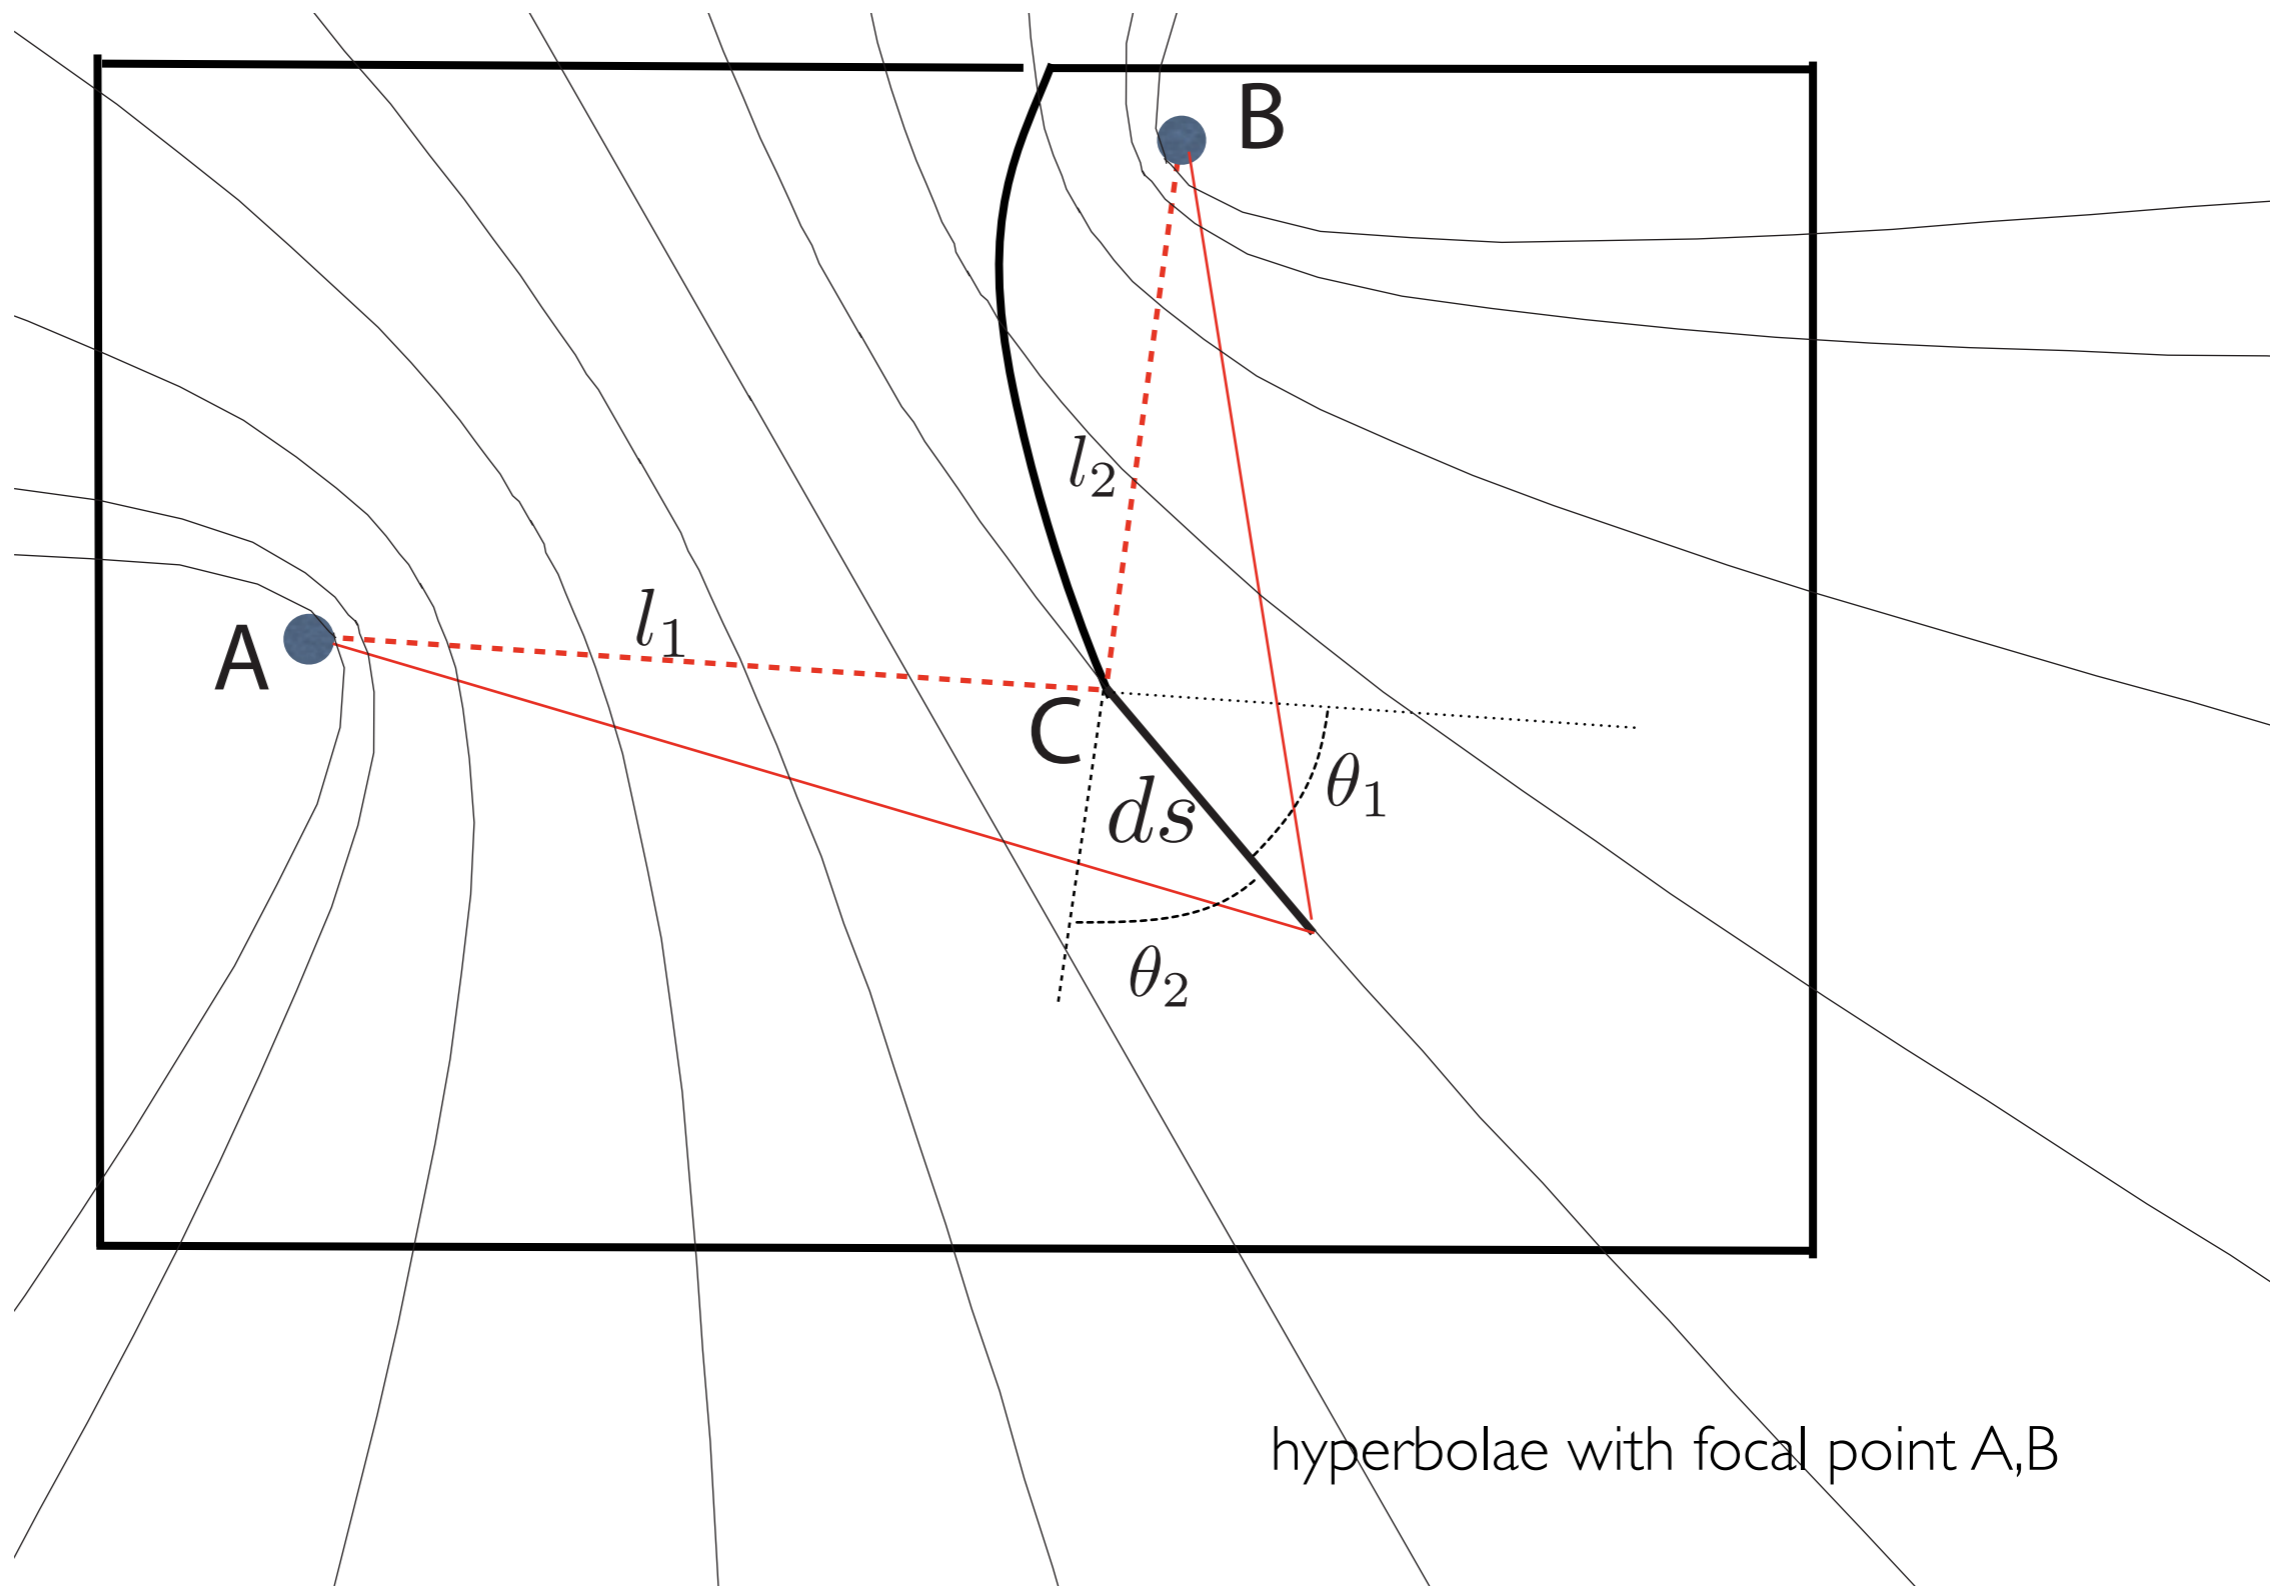 B
l₂
l₁
A
C
θ₁
ds
θ₂
hyperbolae with focal point A,B